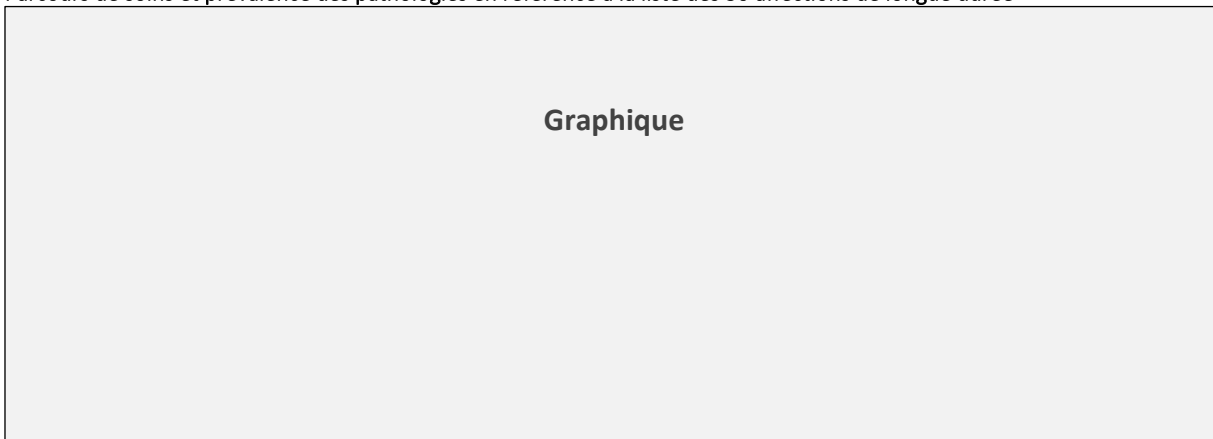 Parcours de soins et prévalence des pathologies en référence à la liste des 30 affections de longue durée
Graphique